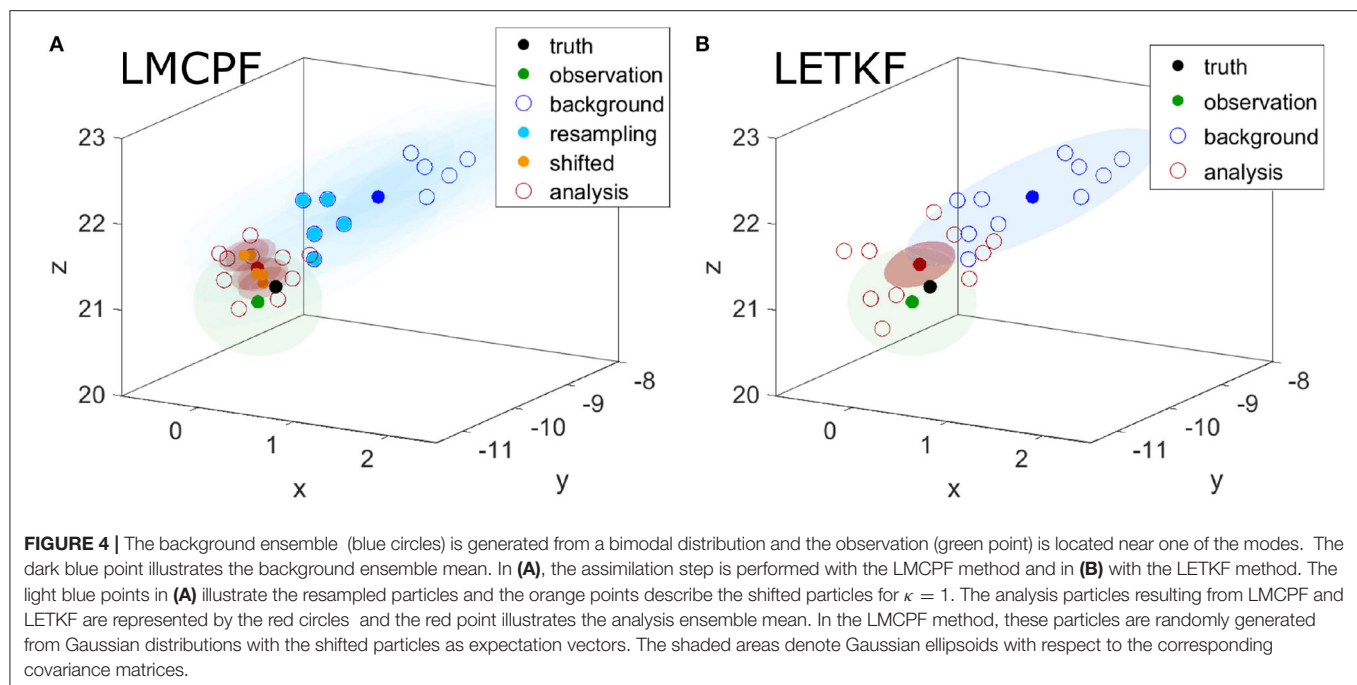 A
LMCPF
truth
observation
background
resampling
shifted
analysis
23
22
21
20
z
0
1
2
x
-11
-10
-9
-8
y
B
LETKF
truth
observation
background
analysis
23
22
21
20
z
0
1
2
x
-11
-10
-9
-8
y
FIGURE 4 | The background ensemble (blue circles) is generated from a bimodal distribution and the observation (green point) is located near one of the modes. The
dark blue point illustrates the background ensemble mean. In (A), the assimilation step is performed with the LMCPF method and in (B) with the LETKF method. The
light blue points in (A) illustrate the resampled particles and the orange points describe the shifted particles for κ = 1. The analysis particles resulting from LMCPF and
LETKF are represented by the red circles and the red point illustrates the analysis ensemble mean. In the LMCPF method, these particles are randomly generated
from Gaussian distributions with the shifted particles as expectation vectors. The shaded areas denote Gaussian ellipsoids with respect to the corresponding
covariance matrices.